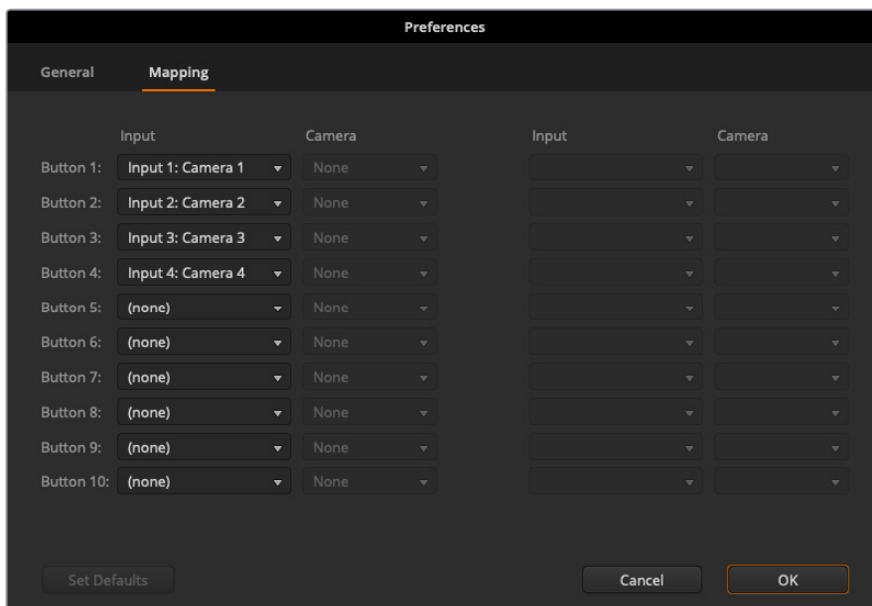 Preferences
General Mapping
Input Camera Input Camera
Button 1: Input 1: Camera 1 None
Button 2: Input 2: Camera 2 None
Button 3: Input 3: Camera 3 None
Button 4: Input 4: Camera 4 None
Button 5: (none) None
Button 6: (none) None
Button 7: (none) None
Button 8: (none) None
Button 9: (none) None
Button 10: (none) None
Set Defaults Cancel OK